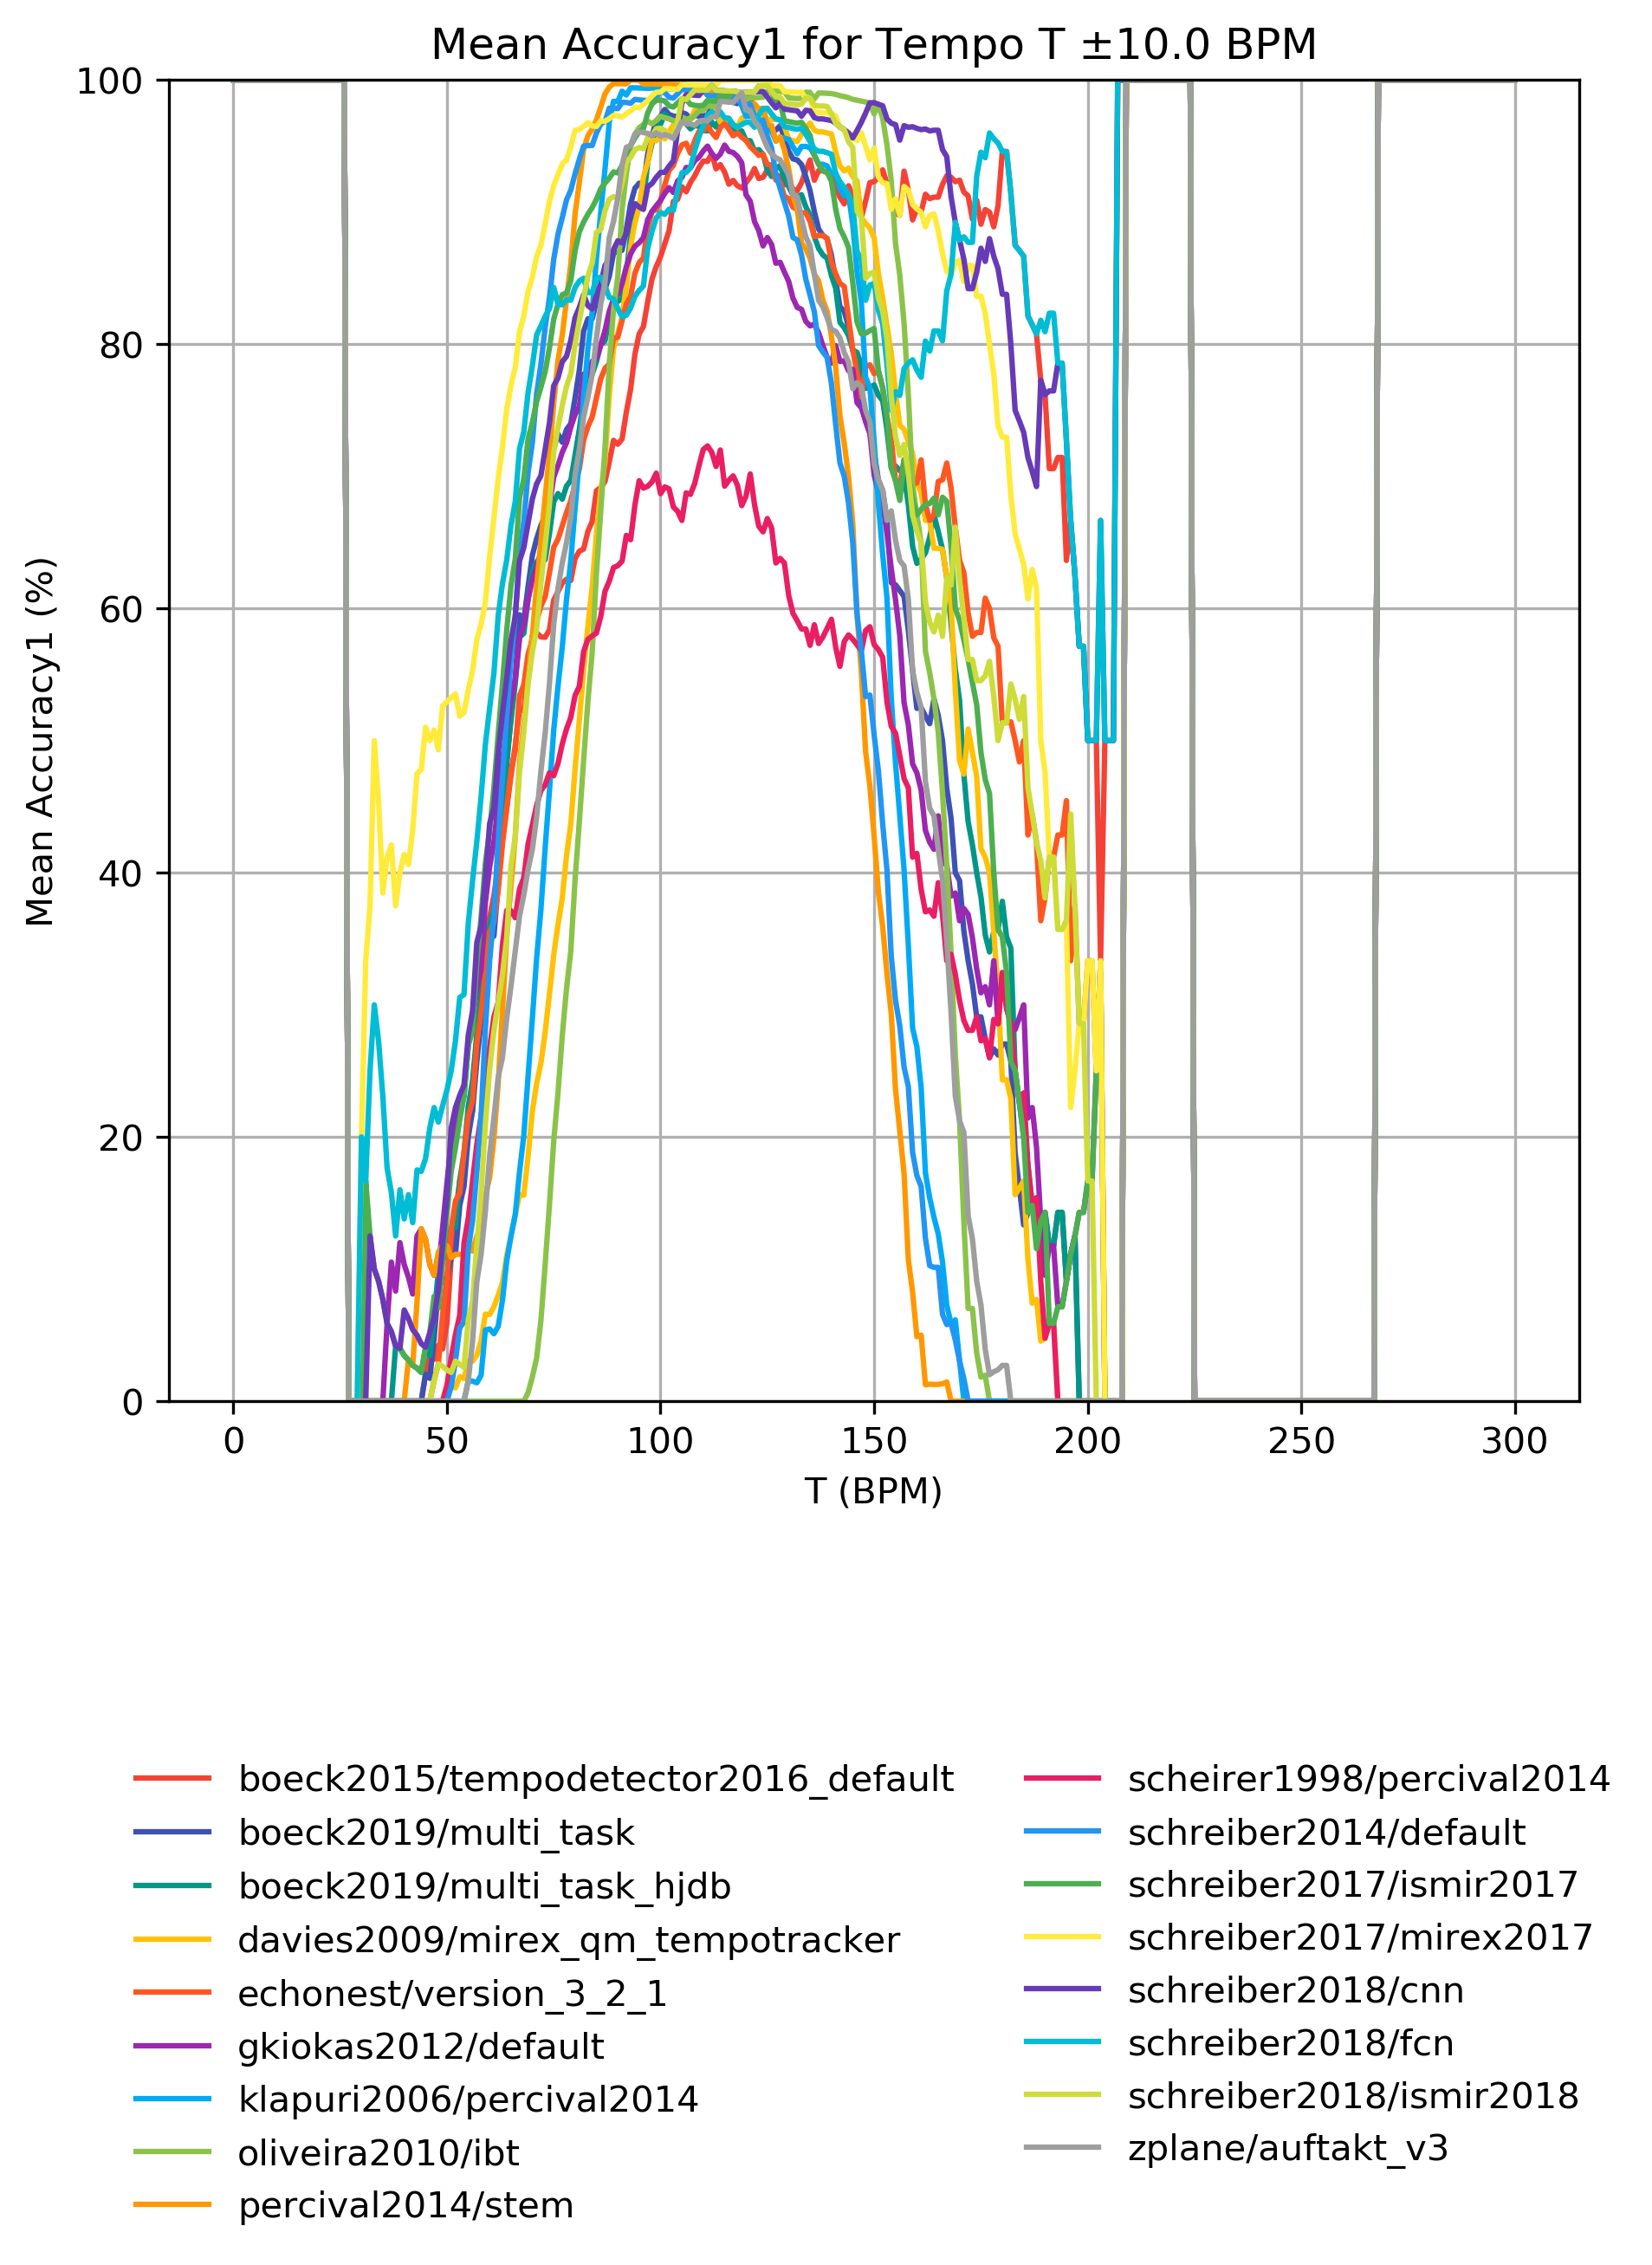 Mean Accuracy1 for Tempo T ±10.0 BPM
100
80
60
40
20
0
Mean Accuracy1 (%)
0 50 100 150 200 250 300
T (BPM)
boeck2015/tempodetector2016_default
boeck2019/multi_task
boeck2019/multi_task_hjdb
davies2009/mirex_qm_tempotracker
echonest/version_3_2_1
gkiokas2012/default
klapuri2006/percival2014
oliveira2010/ibt
percival2014/stem
scheirer1998/percival2014
schreiber2014/default
schreiber2017/ismir2017
schreiber2017/mirex2017
schreiber2018/cnn
schreiber2018/fcn
schreiber2018/ismir2018
zplane/auftakt_v3